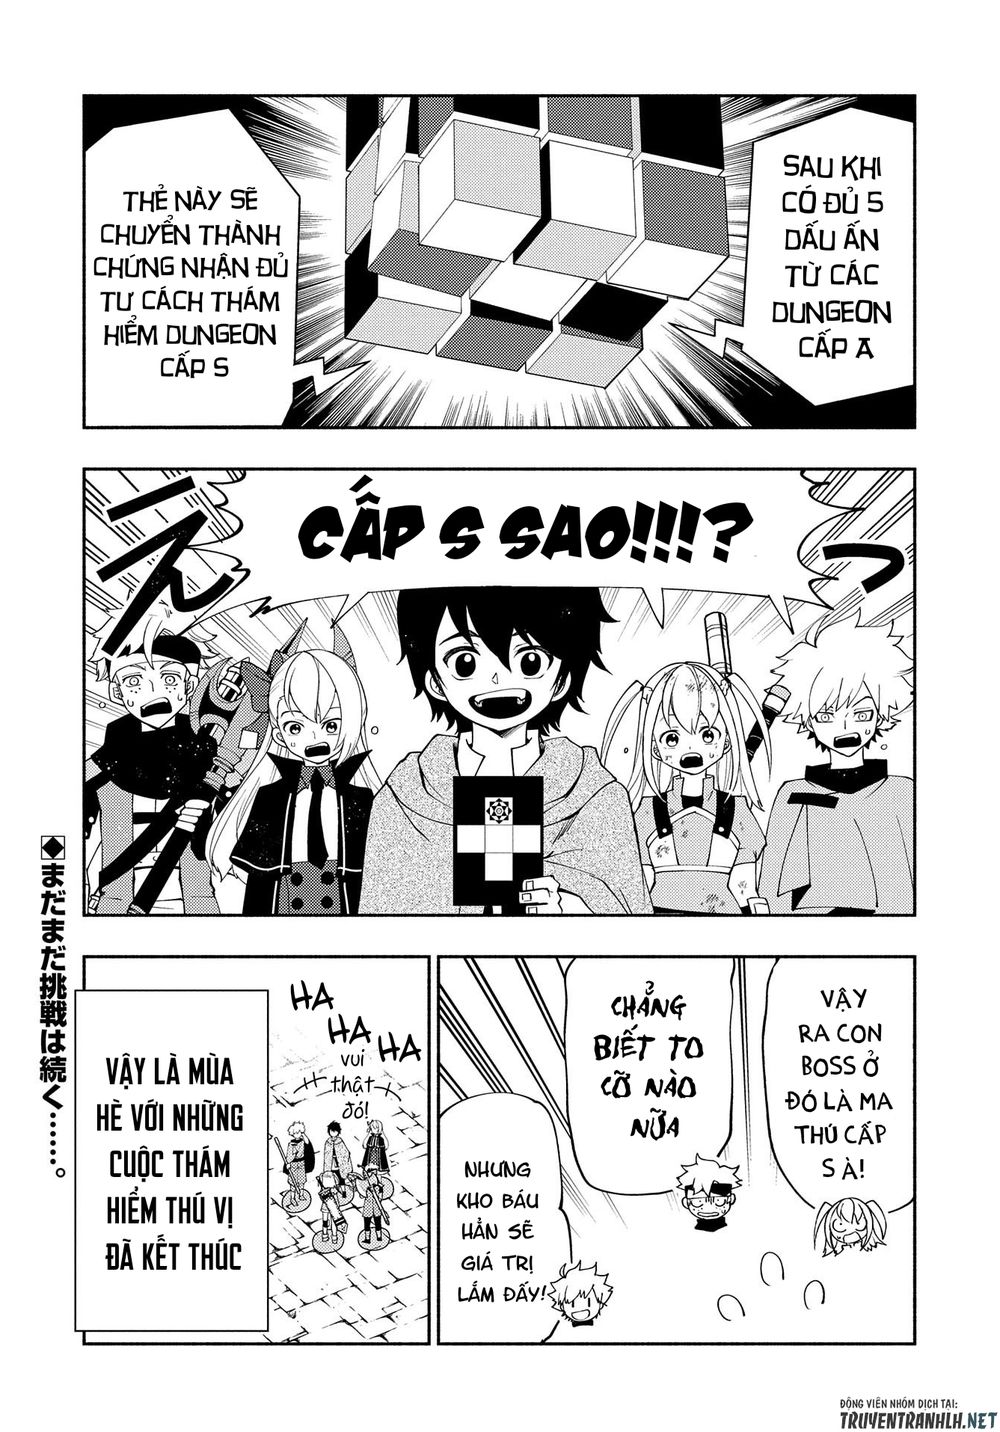 SAU KHI
CÓ ĐỦ 5
DẤU ẤN
TỪ CÁC
DUNGEON
CẤP A
THẺ NÀY SẼ
CHUYỂN THÀNH
CHỨNG NHẬN ĐỦ
TƯ CÁCH THÁM
HIỂM DUNGEON
CẤP S
えっ
CẤP S SAO!!!?
VẬY
RA CON
BOSS Ở
ĐÓ LÀ MA
THÚ CẤP
S À!
CHẲNG
BIẾT TO
CỠ NÀO
NỮA
NHƯNG
KHO BÁU
HẲN SẼ
GIÁ TRỊ
LẮM ĐẤY!
HA
HA
HA
vui
thật
đó!
VẬY LÀ MÙA
HÈ VỚI NHỮNG
CUỘC THÁM
HIỂM THÚ VỊ
ĐÃ KẾT THÚC
◆まだまだ挑戦は続く……。
ĐỘNG VIÊN NHÓM DỊCH TẠI:
TRUYENTRANHLH.NET